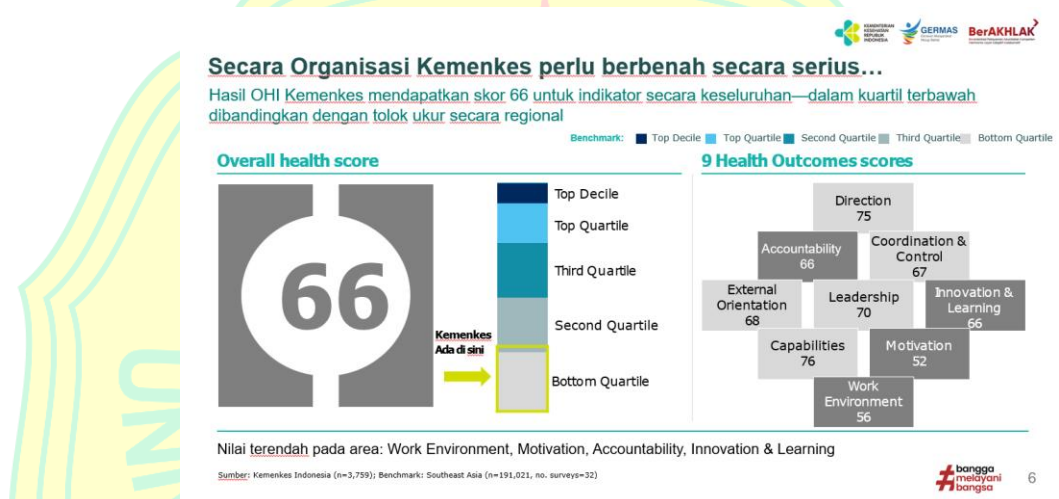 KEMENTERIAN
KESEHATAN
REPUBLIK
INDONESIA
GERMAS
BerAKHLAK
Secara Organisasi Kemenkes perlu berbenah secara serius...
Hasil OHI Kemenkes mendapatkan skor 66 untuk indikator secara keseluruhan—dalam kuartil terbawah
dibandingkan dengan tolok ukur secara regional
Benchmark: Top Decile Top Quartile Second Quartile Third Quartile Bottom Quartile
Overall health score
66
Kemenkes
Ada di sini
Top Decile
Top Quartile
Third Quartile
Second Quartile
Bottom Quartile
9 Health Outcomes scores
Direction
75
Accountability
66
Coordination &
Control
67
External
Orientation
68
Leadership
70
Innovation &
Learning
66
Capabilities
76
Motivation
52
Work
Environment
56
Nilai terendah pada area: Work Environment, Motivation, Accountability, Innovation & Learning
Sumber: Kemenkes Indonesia (n=3,759); Benchmark: Southeast Asia (n=191,021, no. surveys=32)
#bangga
melayani
bangsa
6
UNI